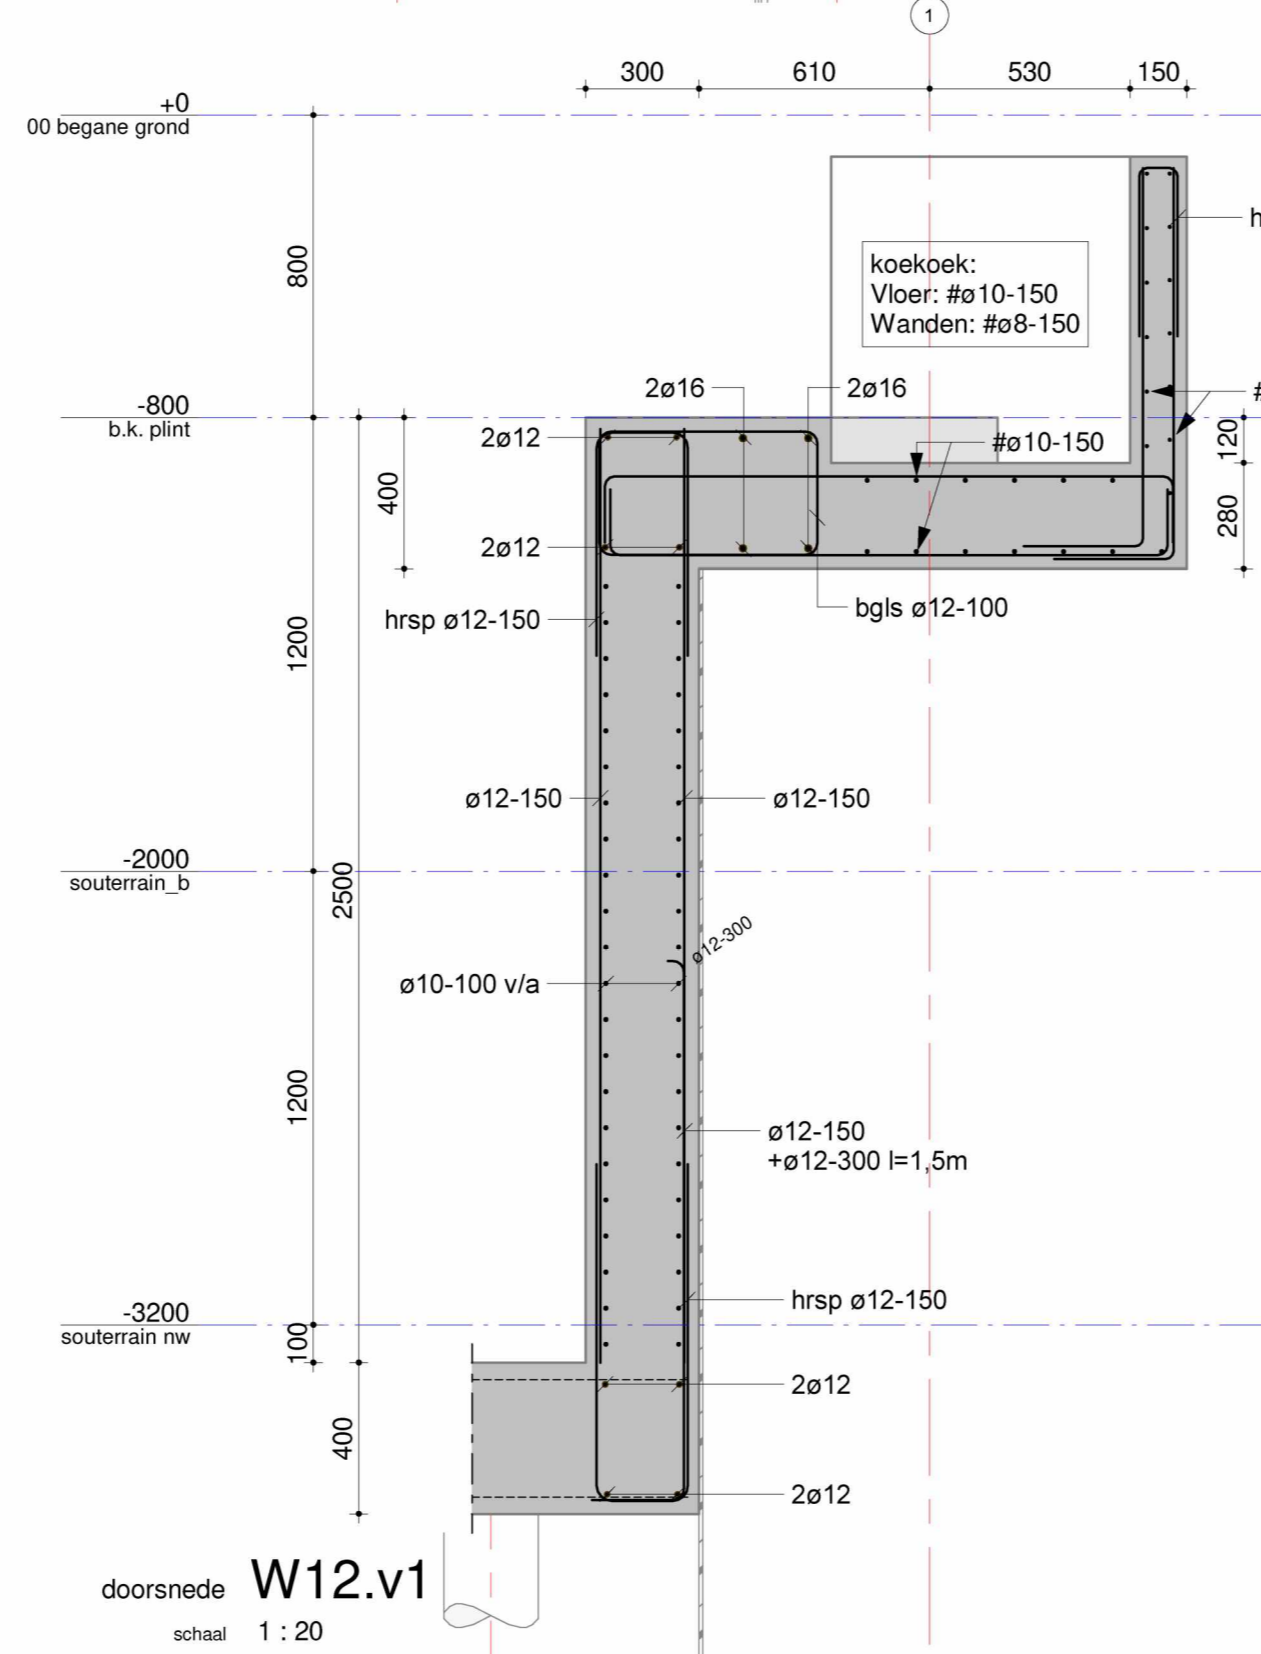 1
300
610
530
150
+0
00 begane grond
800
h
koekoek:
Vloer: #ø10-150
Wanden: #ø8-150
2ø16
2ø16
#
-800
b.k. plint
2ø12
#ø10-150
120
400
280
2ø12
bgls ø12-100
hrsp ø12-150
1200
ø12-150
ø12-150
-2000
souterrain_b
2500
ø12-300
ø10-100 v/a
1200
ø12-150
+ø12-300 l=1,5m
hrsp ø12-150
-3200
souterrain nw
100
2ø12
400
2ø12
doorsnede W12.v1
schaal 1 : 20